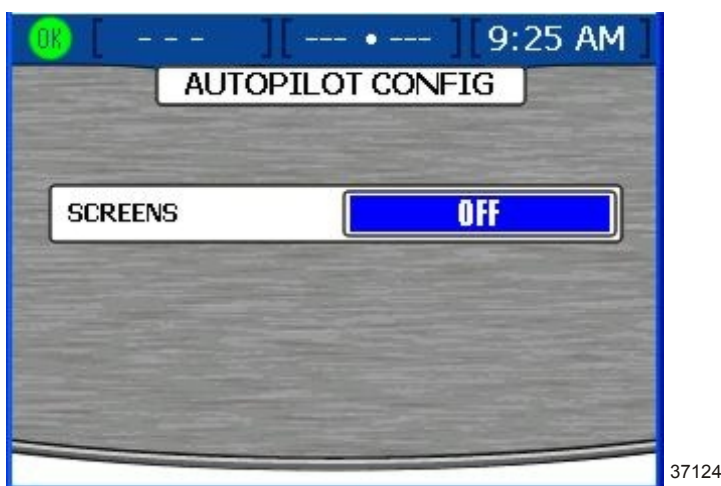 OK [ --- ][ --- • --- ][ 9:25 AM ]
AUTOPILOT CONFIG
SCREENS OFF
37124